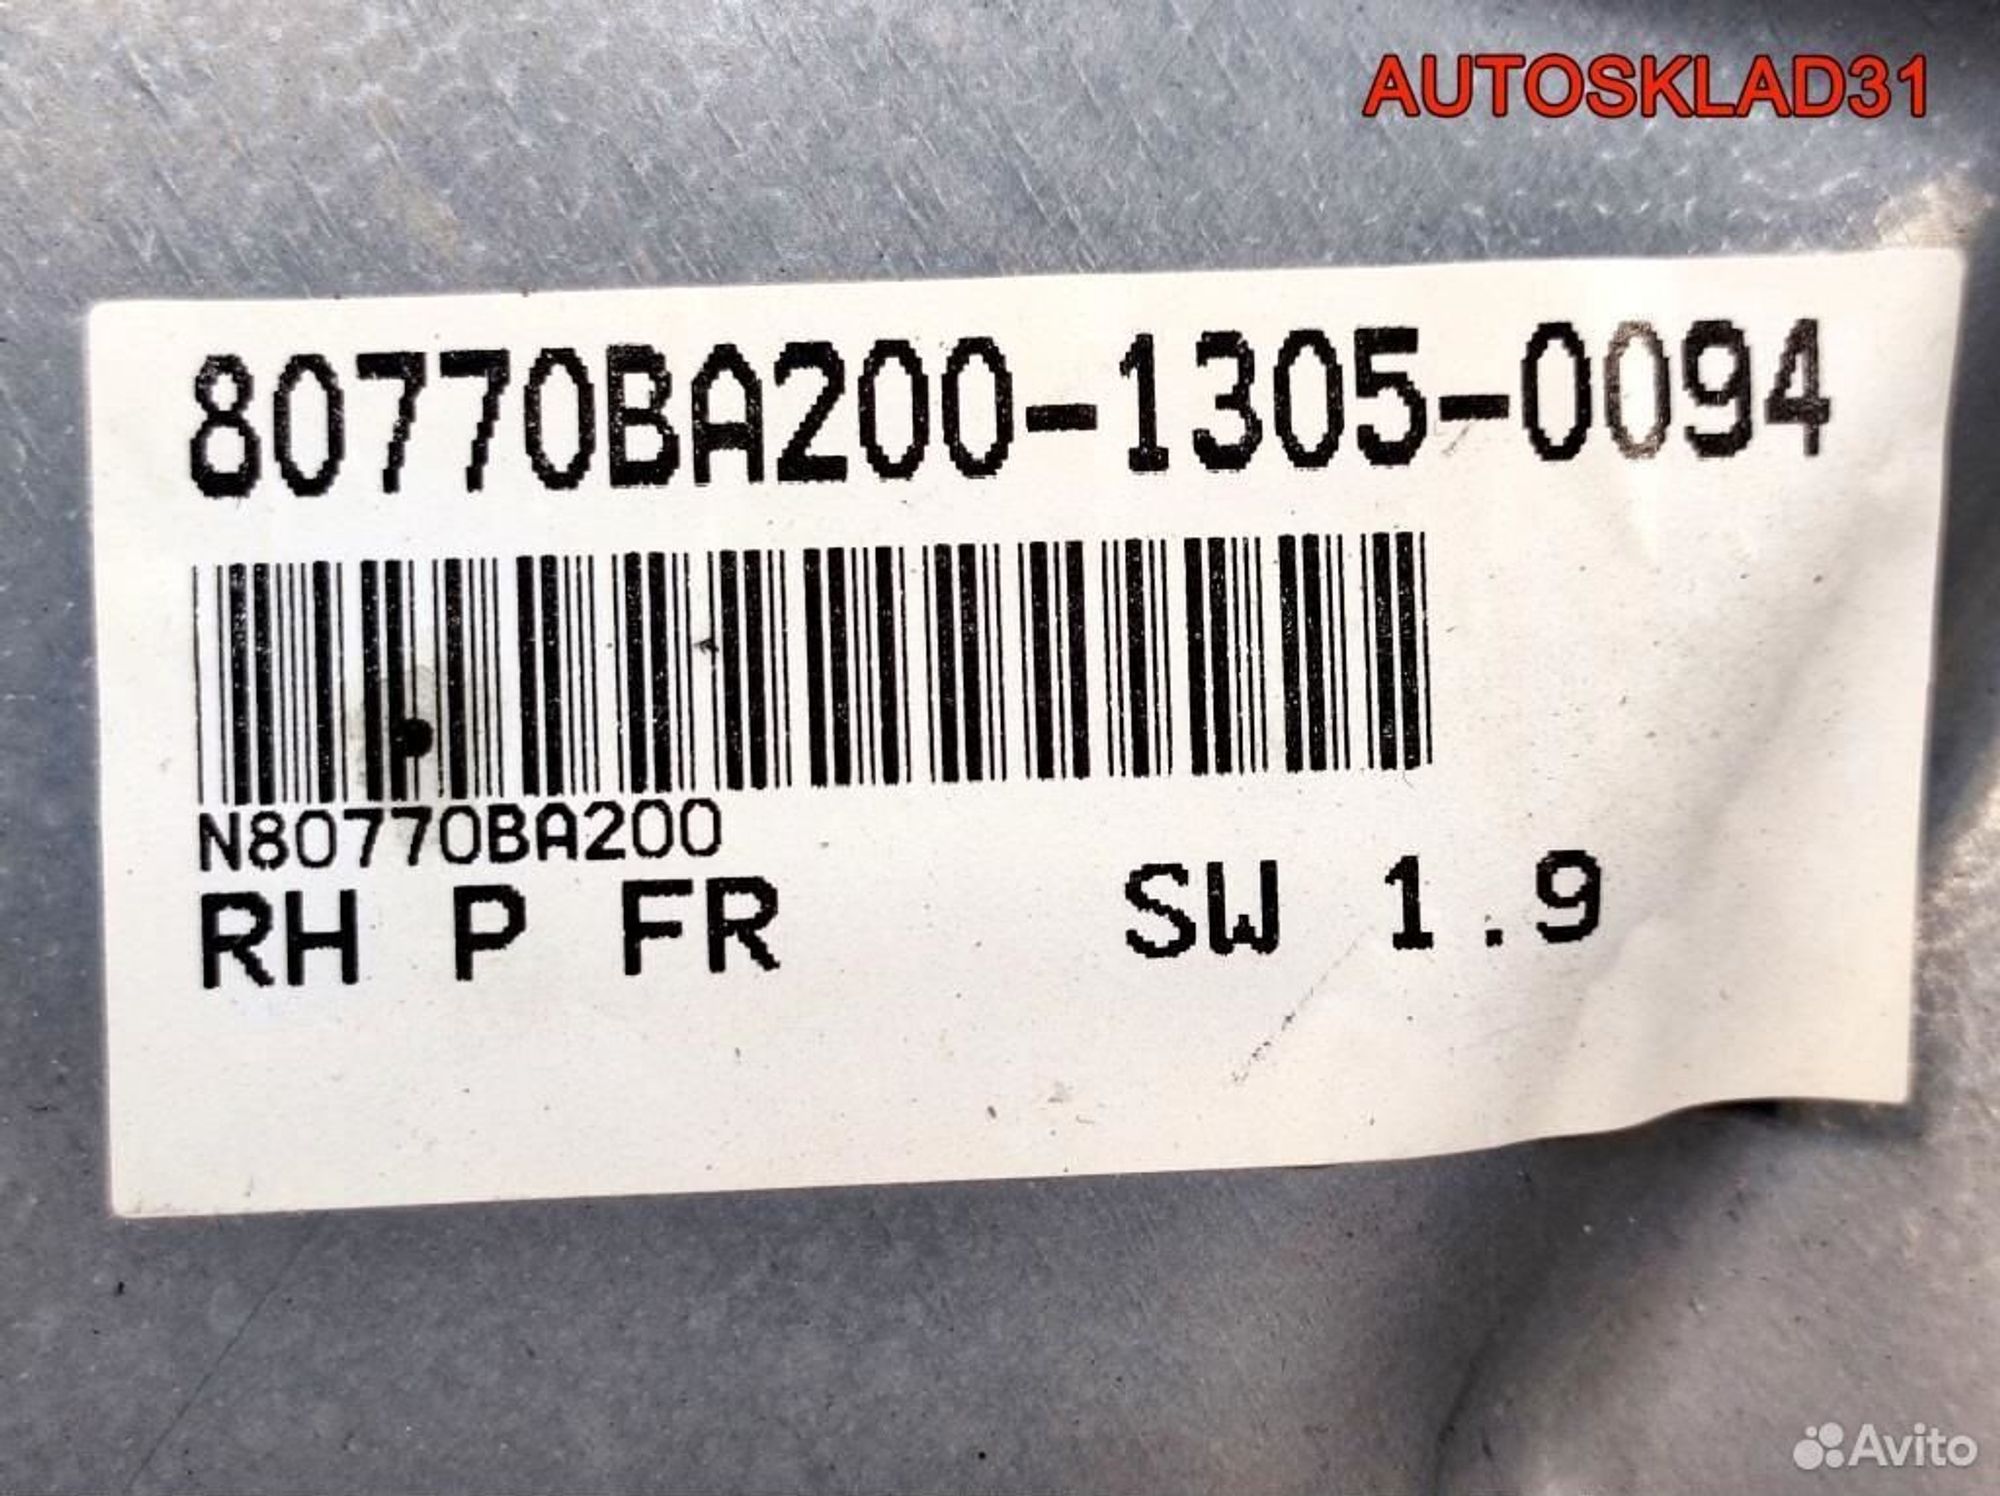 AUTOSKLAD31
80770BA200-1305-0094
N80770BA200
RH P FR SW 1.9
Avito